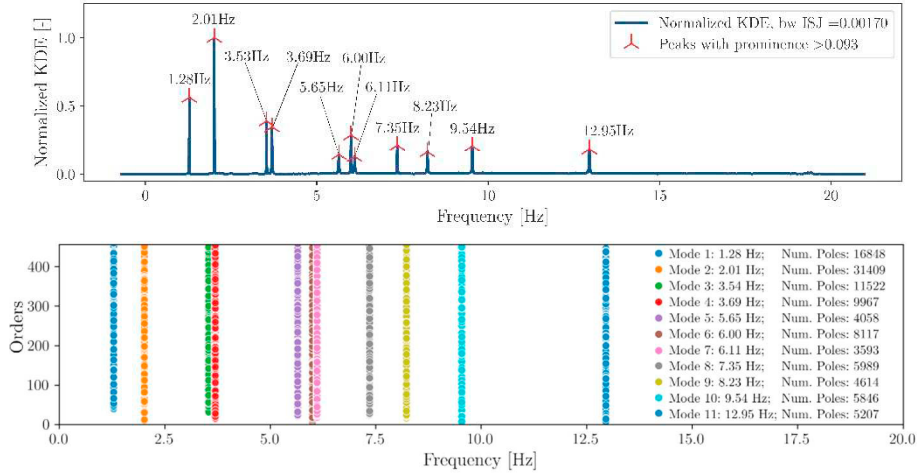 2.01Hz
Normalized KDE, bw ISJ =0.00170
Peaks with prominence >0.093
1.0
3.53Hz
3.69Hz
6.00Hz
1.28Hz
5.65Hz
6.11Hz
8.23Hz
0.5
7.35Hz
9.54Hz
12.95Hz
0.0
Normalized KDE [-]
0 5 10 15 20
Frequency [Hz]
400
300
200
100
0
Orders
Mode 1: 1.28 Hz; Num. Poles: 16848
Mode 2: 2.01 Hz; Num. Poles: 31409
Mode 3: 3.54 Hz; Num. Poles: 11522
Mode 4: 3.69 Hz; Num. Poles: 9967
Mode 5: 5.65 Hz; Num. Poles: 4058
Mode 6: 6.00 Hz; Num. Poles: 8117
Mode 7: 6.11 Hz; Num. Poles: 3593
Mode 8: 7.35 Hz; Num. Poles: 5989
Mode 9: 8.23 Hz; Num. Poles: 4614
Mode 10: 9.54 Hz; Num. Poles: 5846
Mode 11: 12.95 Hz; Num. Poles: 5207
0.0 2.5 5.0 7.5 10.0 12.5 15.0 17.5 20.0
Frequency [Hz]